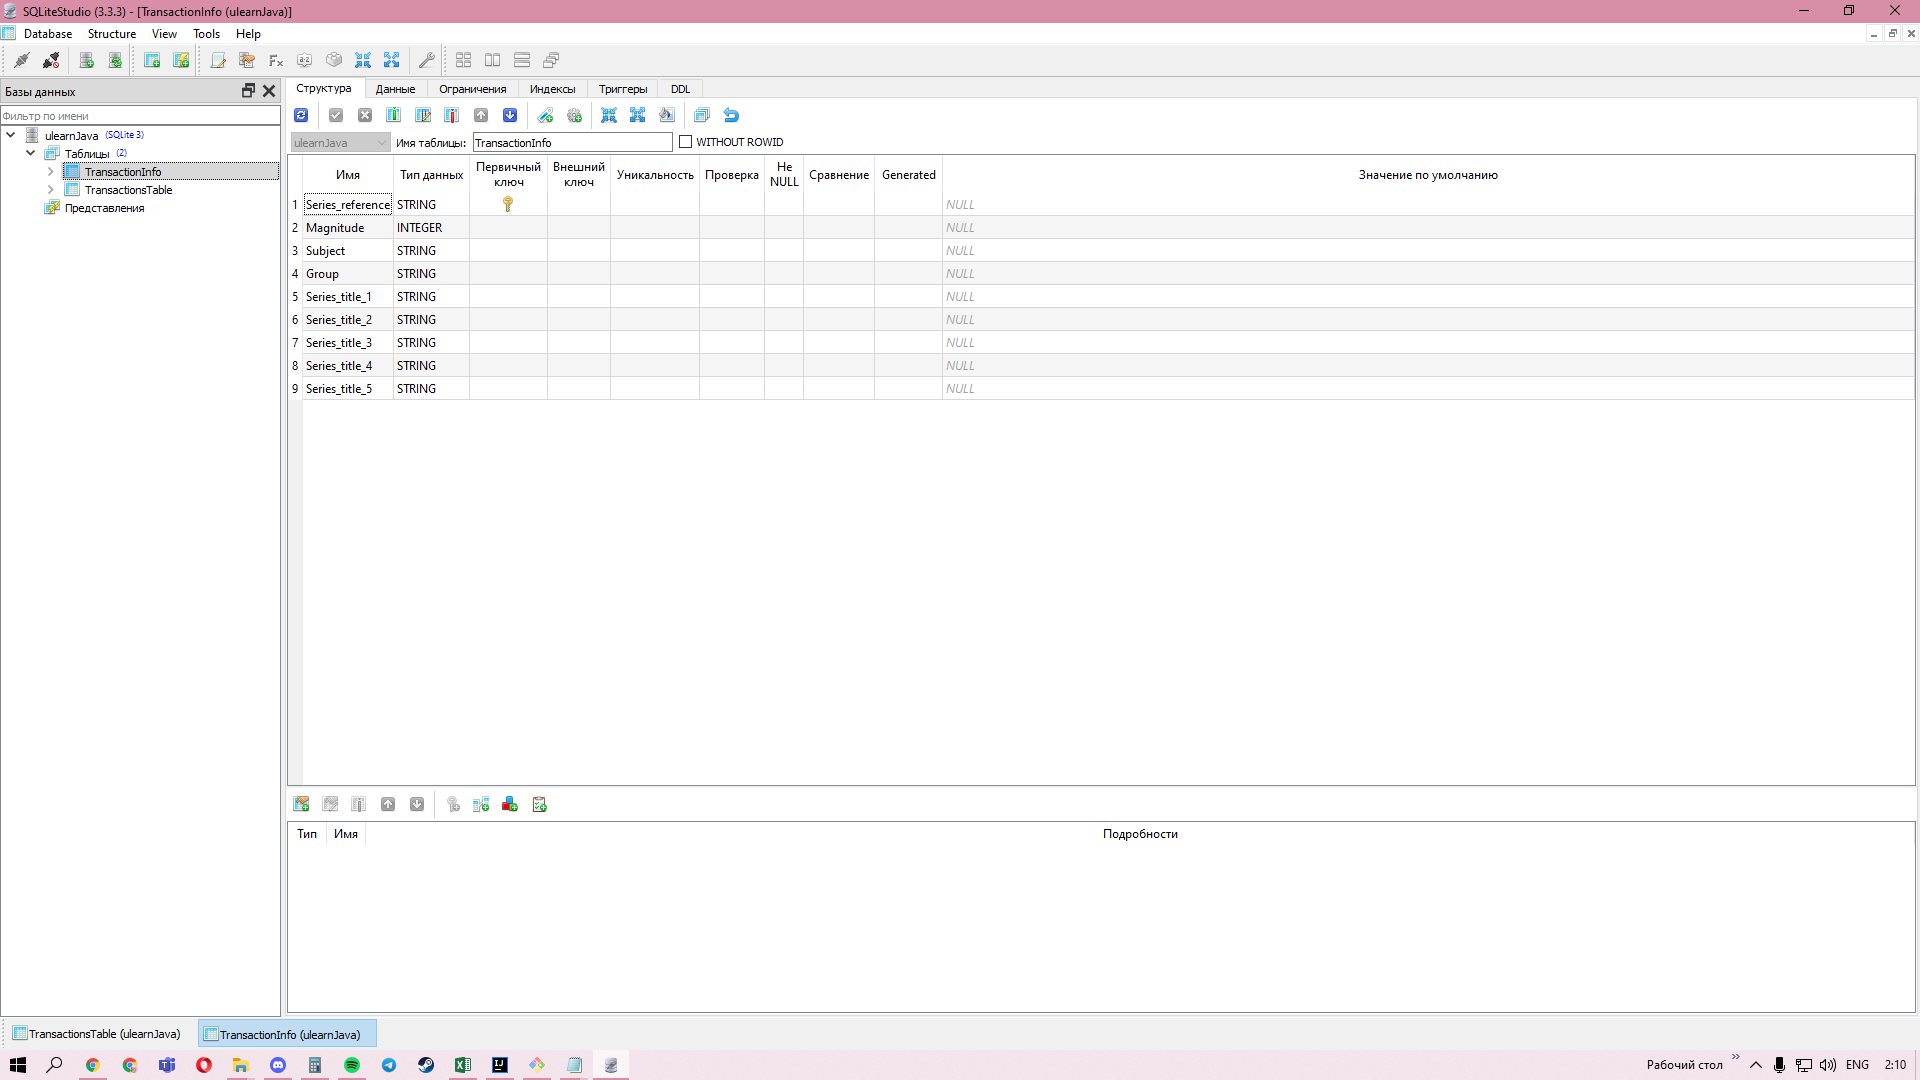 SQLiteStudio (3.3.3) - [TransactionInfo (ulearnJava)]
Database Structure View Tools Help
Базы данных
Фильтр по имени
ulearnJava (SQLite 3)
Таблицы (2)
TransactionInfo
TransactionsTable
Представления
Структура Данные Ограничения Индексы Триггеры DDL
ulearnJava Имя таблицы: TransactionInfo WITHOUT ROWID
Имя Тип данных Первичный ключ Внешний ключ Уникальность Проверка Не NULL Сравнение Generated Значение по умолчанию
1 Series_reference STRING NULL
2 Magnitude INTEGER NULL
3 Subject STRING NULL
4 Group STRING NULL
5 Series_title_1 STRING NULL
6 Series_title_2 STRING NULL
7 Series_title_3 STRING NULL
8 Series_title_4 STRING NULL
9 Series_title_5 STRING NULL
Тип Имя Подробности
TransactionsTable (ulearnJava) TransactionInfo (ulearnJava)
Рабочий стол ENG 2:10